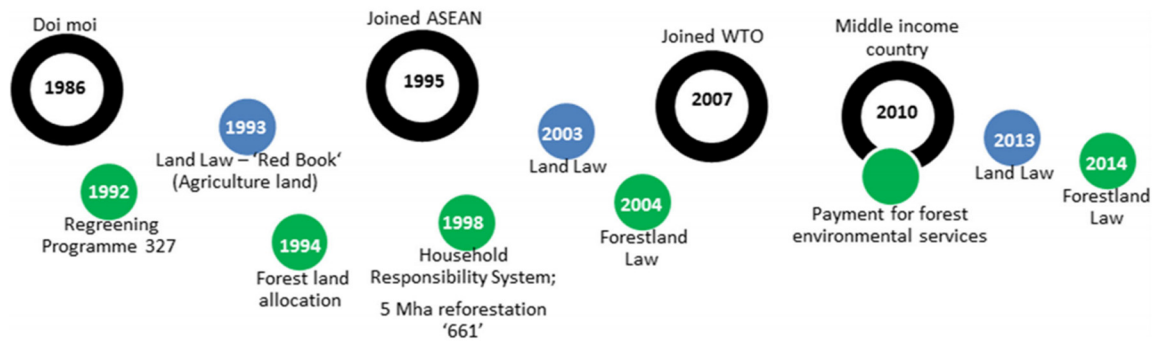 Doi moi
1986
1992
Regreening
Programme 327
1993
Land Law – ‘Red Book‘
(Agriculture land)
1994
Forest land
allocation
Joined ASEAN
1995
1998
Household
Responsibility System;
5 Mha reforestation
‘661’
2003
Land Law
2004
Forestland
Law
Joined WTO
2007
Middle income
country
2010
Payment for forest
environmental services
2013
Land Law
2014
Forestland
Law